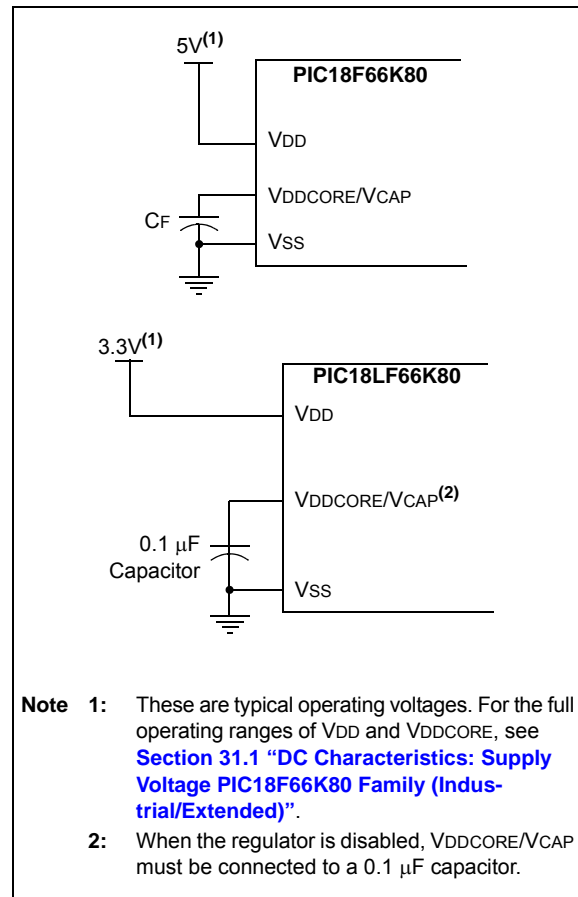 5V(1)
PIC18F66K80
VDD
VDDCORE/VCAP
CF
VSS
3.3V(1)
PIC18LF66K80
VDD
VDDCORE/VCAP(2)
0.1 μF
Capacitor
VSS
Note 1: These are typical operating voltages. For the full
operating ranges of VDD and VDDCORE, see
Section 31.1 “DC Characteristics: Supply
Voltage PIC18F66K80 Family (Indus-
trial/Extended)”.
2: When the regulator is disabled, VDDCORE/VCAP
must be connected to a 0.1 μF capacitor.